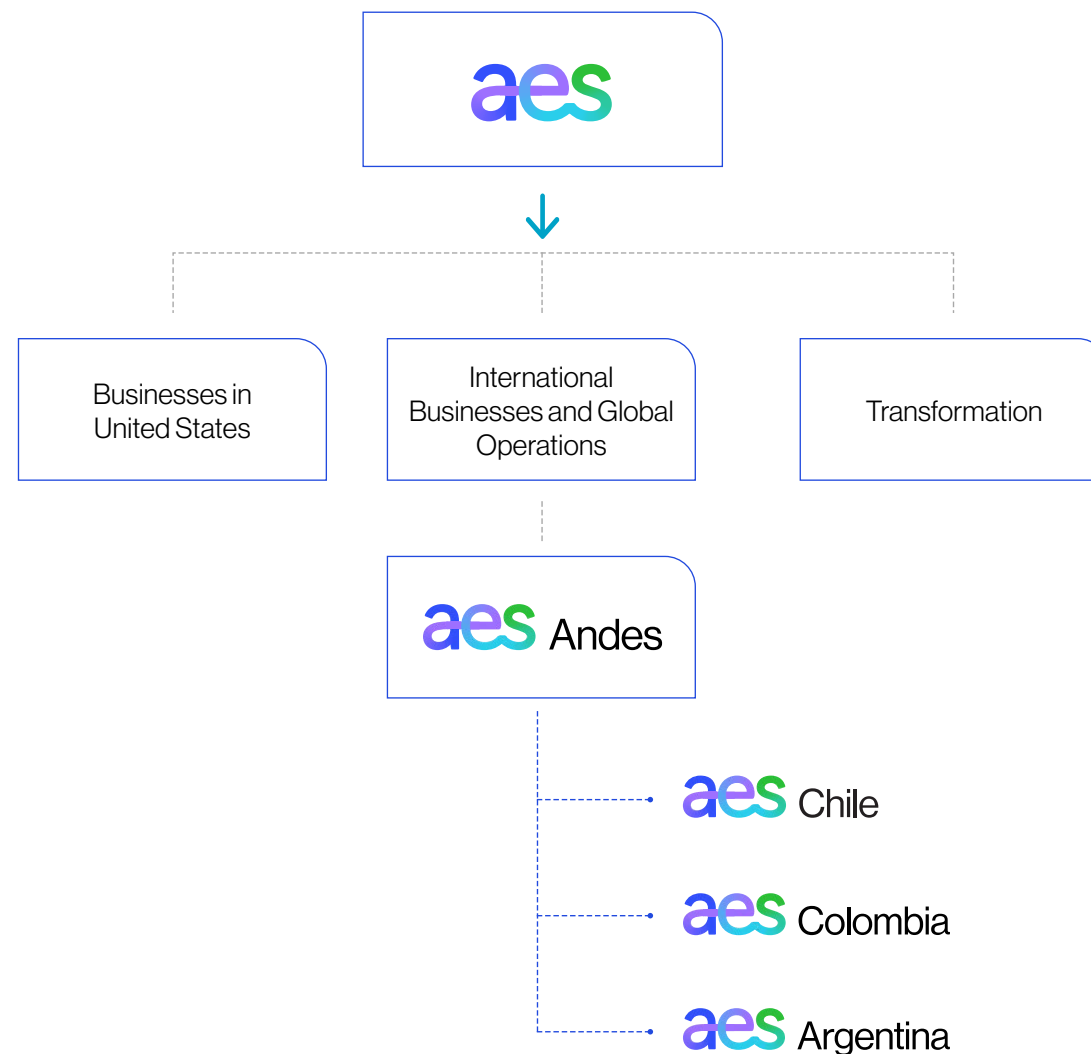 aes
Businesses in
United States
International
Businesses and Global
Operations
Transformation
aes Andes
aes Chile
aes Colombia
aes Argentina